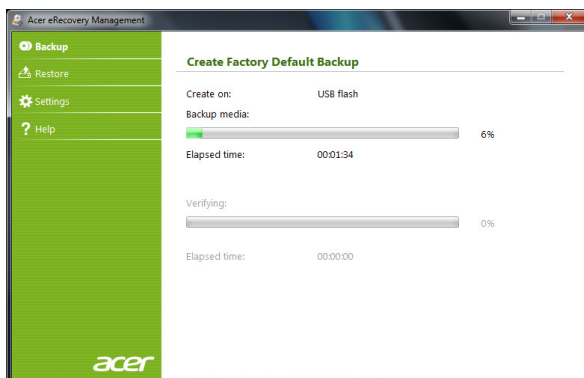 Acer eRecovery Management
Backup
Restore
Settings
? Help
acer
Create Factory Default Backup
Create on: USB flash
Backup media:
6%
Elapsed time: 00:01:34
Verifying:
0%
Elapsed time: 00:00:00